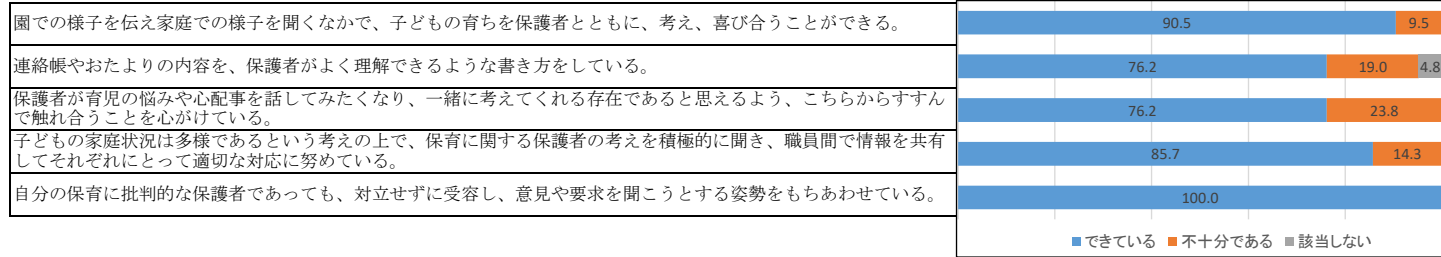 園での様子を伝え家庭での様子を聞くなかで、子どもの育ちを保護者とともに、考え、喜び合うことができる。
90.5 9.5
連絡帳やおたよりの内容を、保護者がよく理解できるような書き方をしている。
76.2 19.0 4.8
保護者が育児の悩みや心配事を話してみたくなり、一緒に考えてくれる存在であると思えるよう、こちらからすすん
で触れ合うことを心がけている。
76.2 23.8
子どもの家庭状況は多様であるという考えの上で、保育に関する保護者の考えを積極的に聞き、職員間で情報を共有
してそれぞれにとって適切な対応に努めている。
85.7 14.3
自分の保育に批判的な保護者であっても、対立せずに受容し、意見や要求を聞こうとする姿勢をもちあわせている。
100.0
できている 不十分である 該当しない